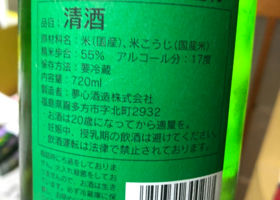 品目：清酒
原材料名：米(国産)、米こうじ(国産米)
精米歩合：55％　アルコール分：17度
保存方法：要冷蔵
内容量：720ml
製造者：夢心酒造株式会社
福島県喜多方市字北町2932
お酒は20歳になってから適量を。
妊娠中、授乳期の飲酒は避けてください。
飲酒運転は法律で禁止されております。